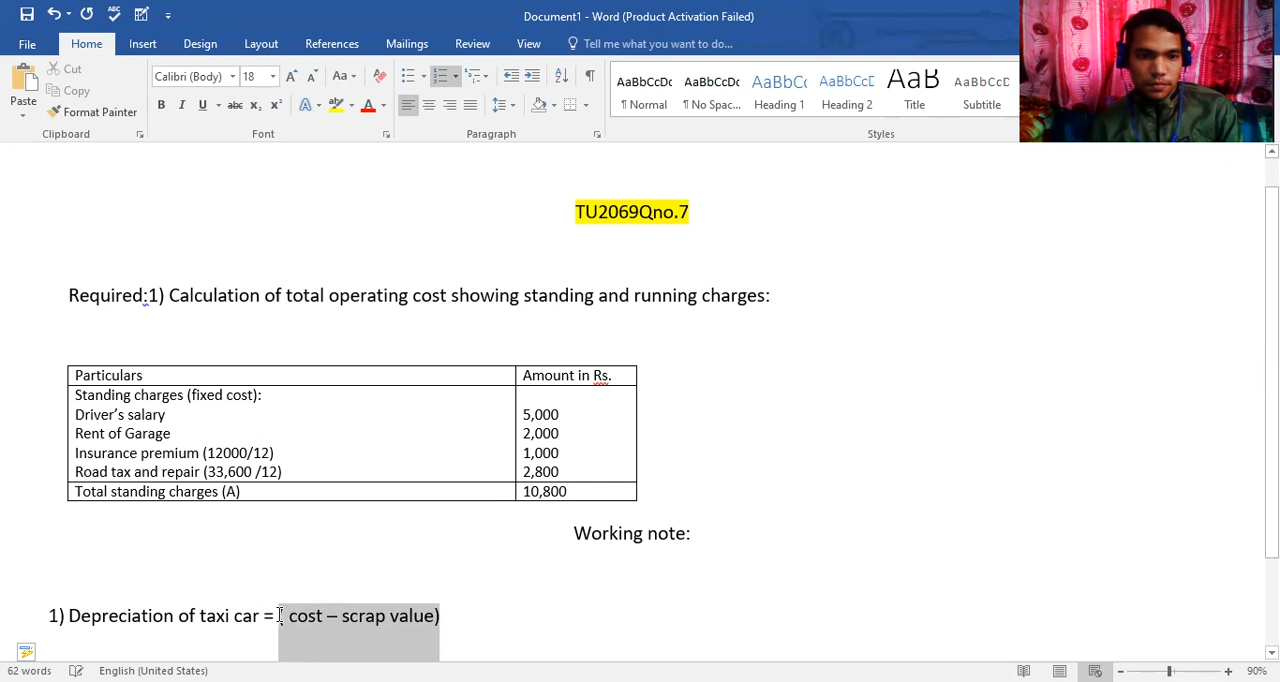 Document1 - Word (Product Activation Failed)
File Home Insert Design Layout References Mailings Review View Tell me what you want to do...
Paste Cut Copy Format Painter
Calibri (Body) 18
Clipboard Font Paragraph Styles
AaBbCcDc AaBbCcDc AaBbCc AaBbCcE AaB AaBbCcD
¶ Normal ¶ No Spac... Heading 1 Heading 2 Title Subtitle
TU2069Qno.7
Required:1) Calculation of total operating cost showing standing and running charges:
Particulars Amount in Rs.
Standing charges (fixed cost):
Driver’s salary 5,000
Rent of Garage 2,000
Insurance premium (12000/12) 1,000
Road tax and repair (33,600 /12) 2,800
Total standing charges (A) 10,800
Working note:
1) Depreciation of taxi car = ( cost – scrap value)
62 words English (United States) 90%